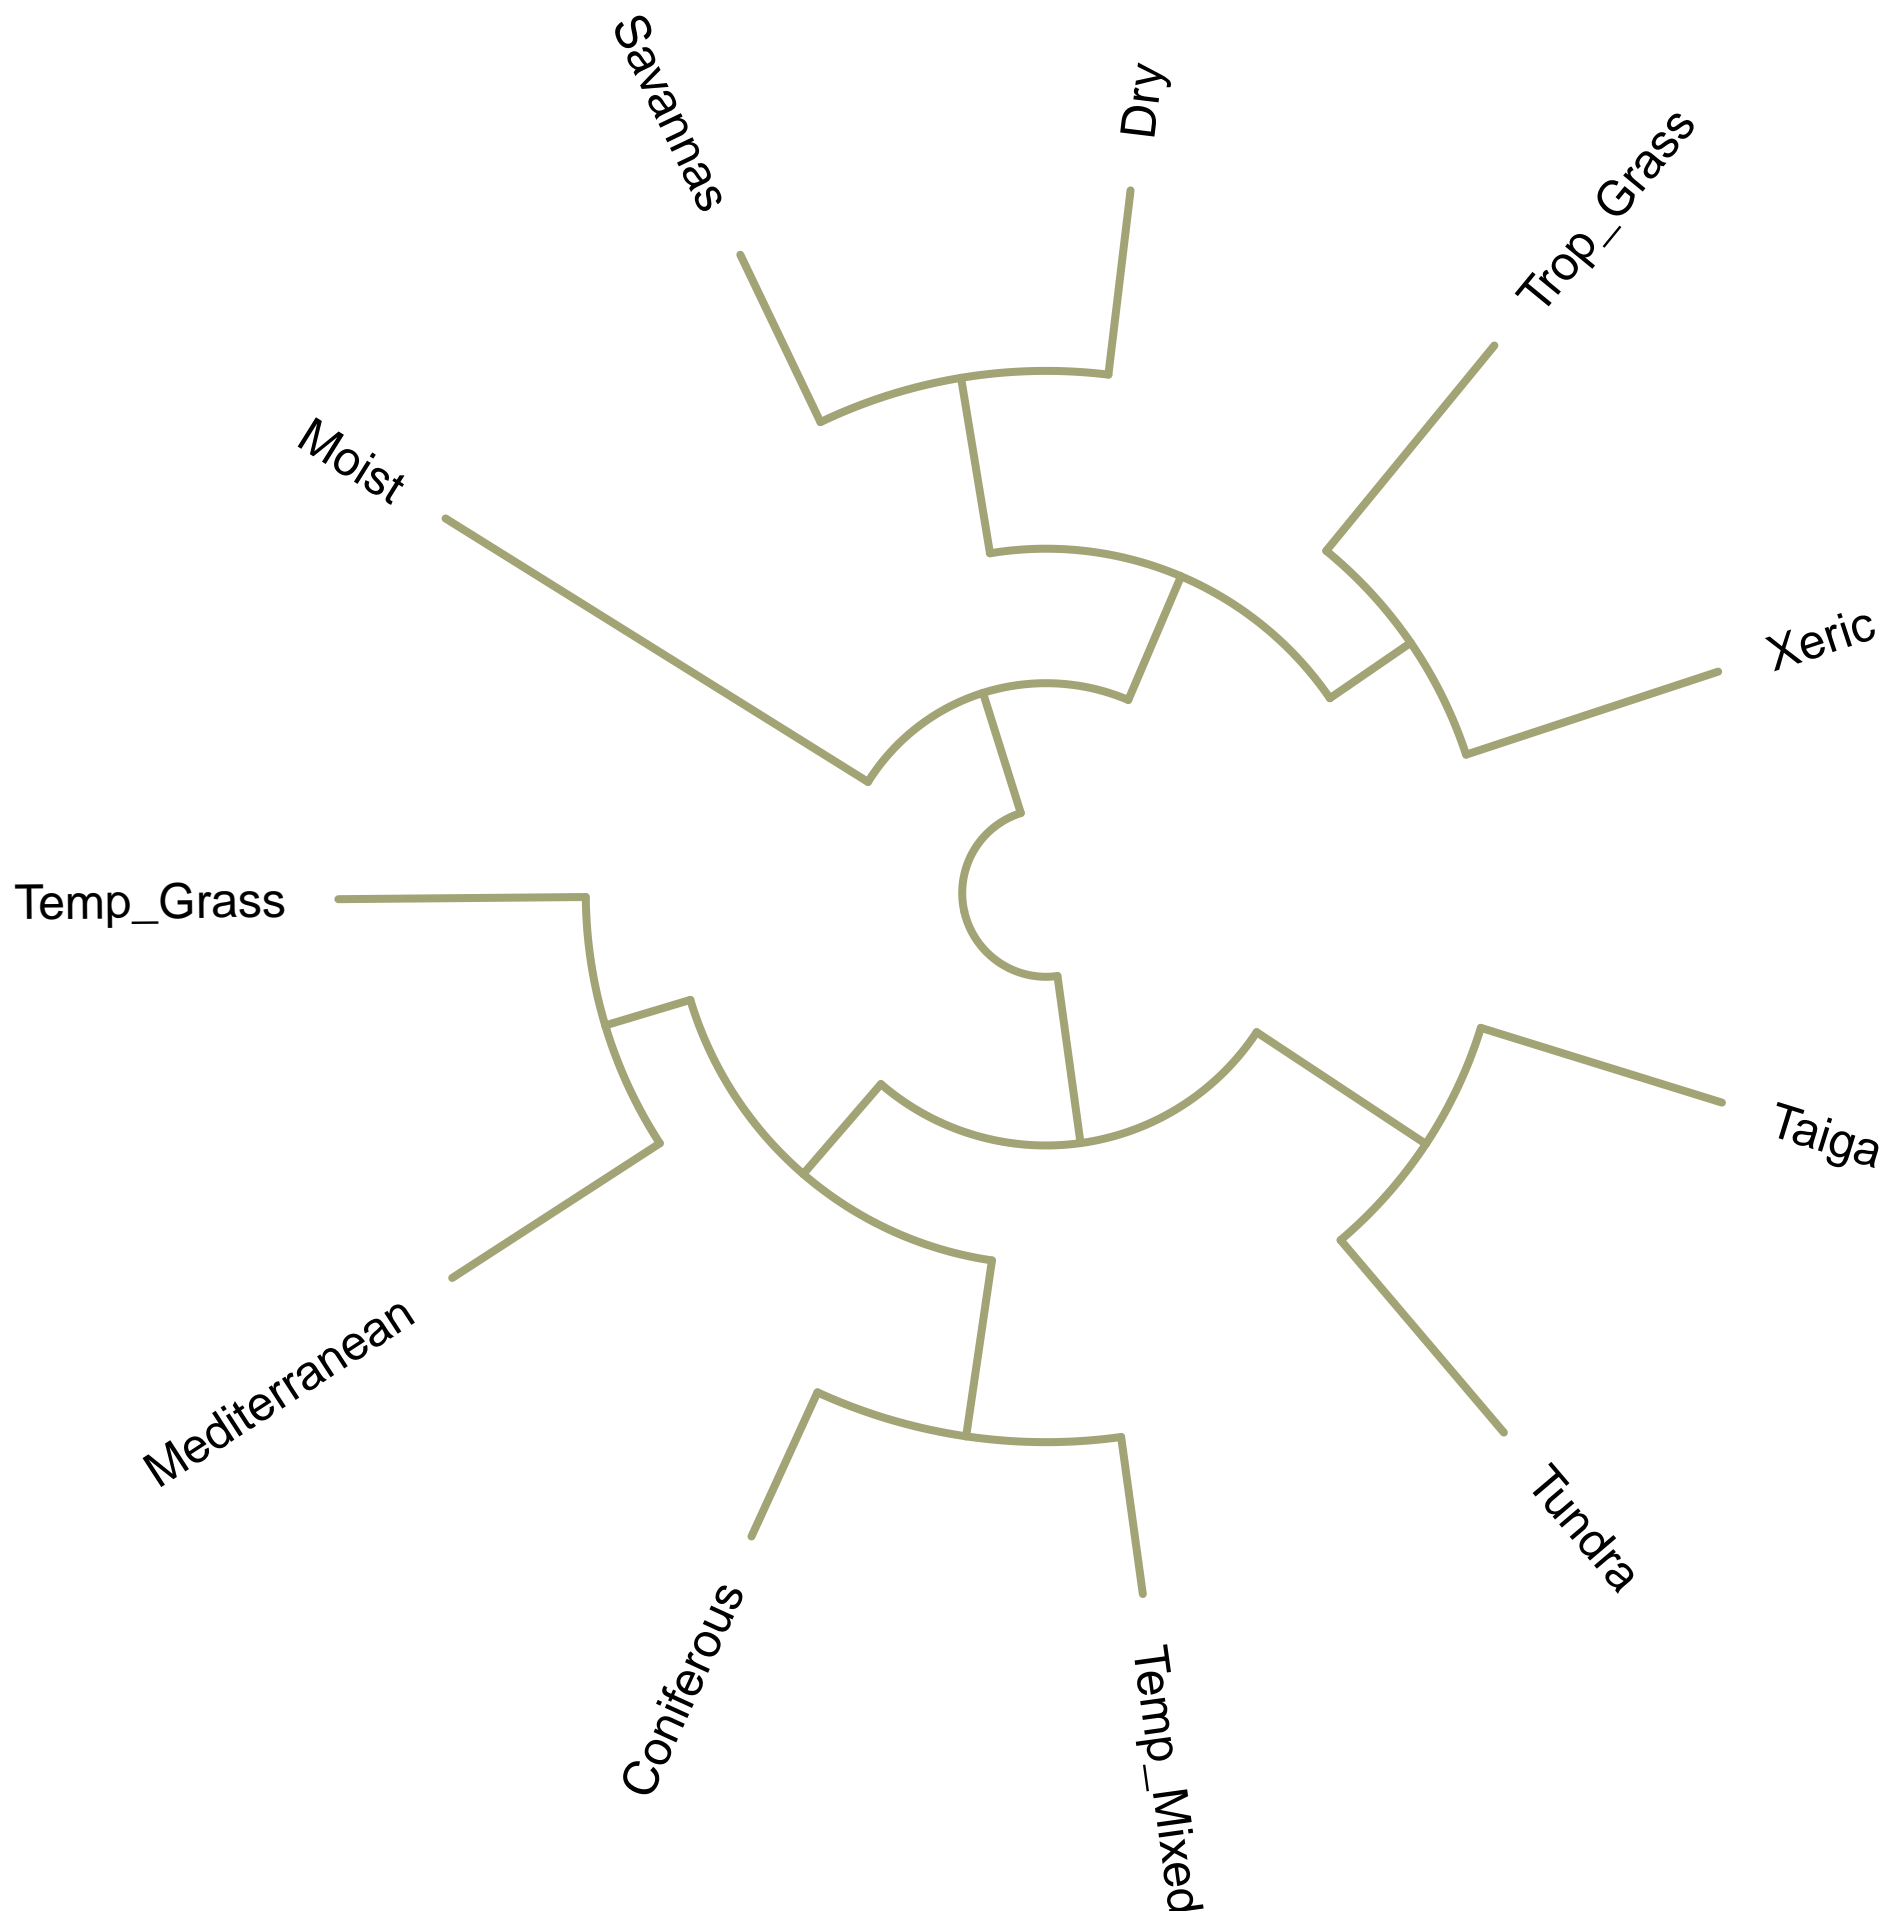 Savannas
Dry
Trop_Grass
Moist
Xeric
Temp_Grass
Taiga
Mediterranean
Tundra
Coniferous
Temp_Mixed